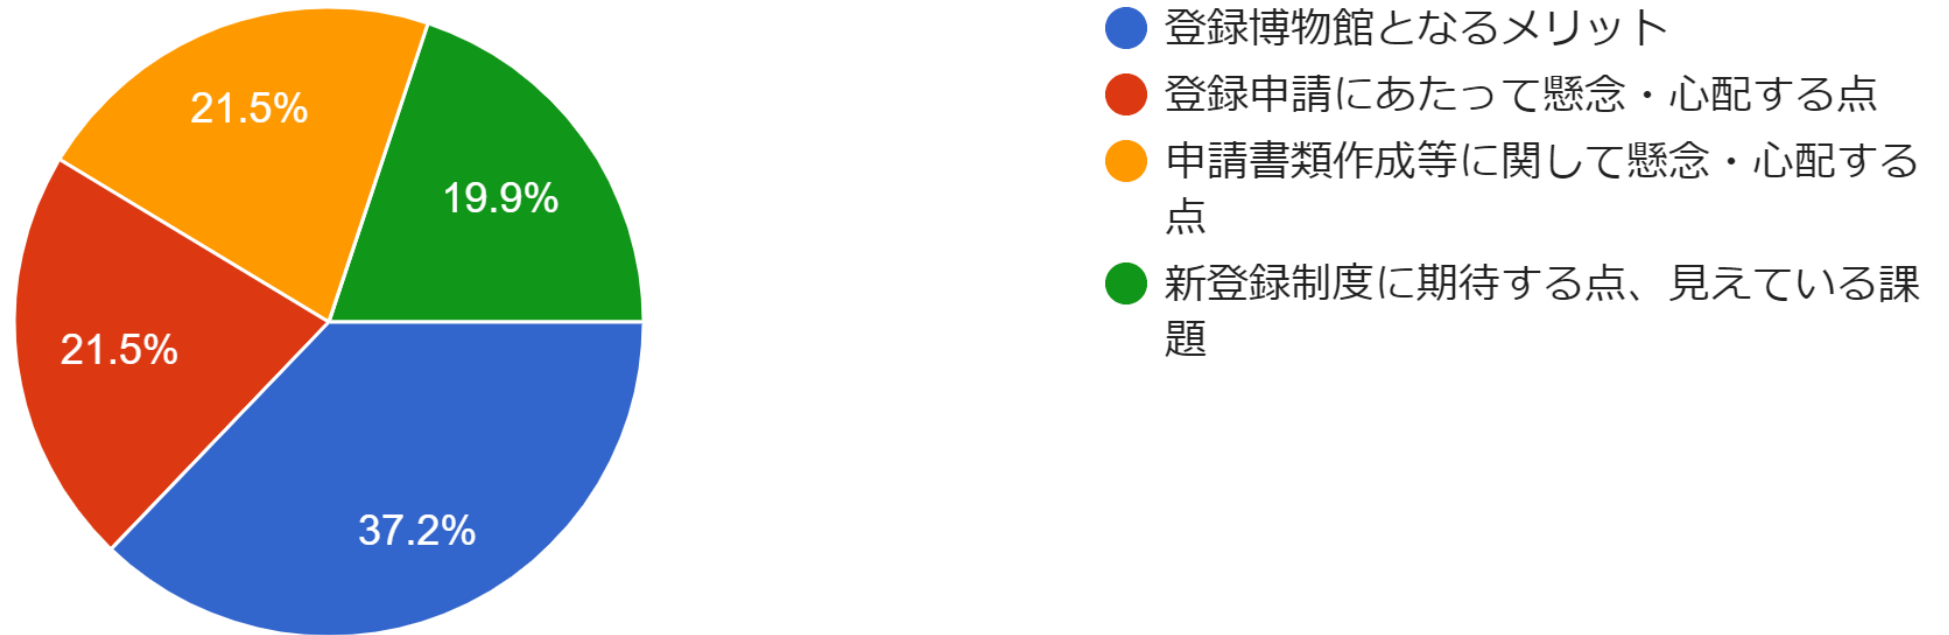 21.5%
19.9%
21.5%
37.2%
登録博物館となるメリット
登録申請にあたって懸念・心配する点
申請書類作成等に関して懸念・心配する
点
新登録制度に期待する点、見えている課
題